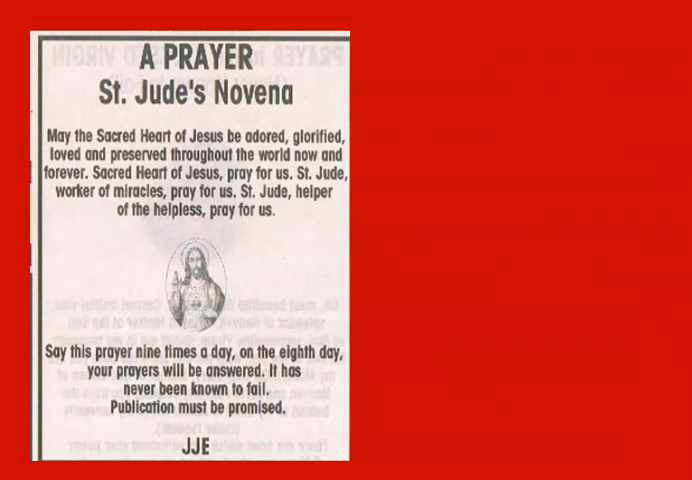 A PRAYER
St. Jude's Novena
May the Sacred Heart of Jesus be adored, glorified,
loved and preserved throughout the world now and
forever. Sacred Heart of Jesus, pray for us. St. Jude,
worker of miracles, pray for us. St. Jude, helper
of the helpless, pray for us.
Say this prayer nine times a day, on the eighth day,
your prayers will be answered. It has
never been known to fail.
Publication must be promised.
JJE